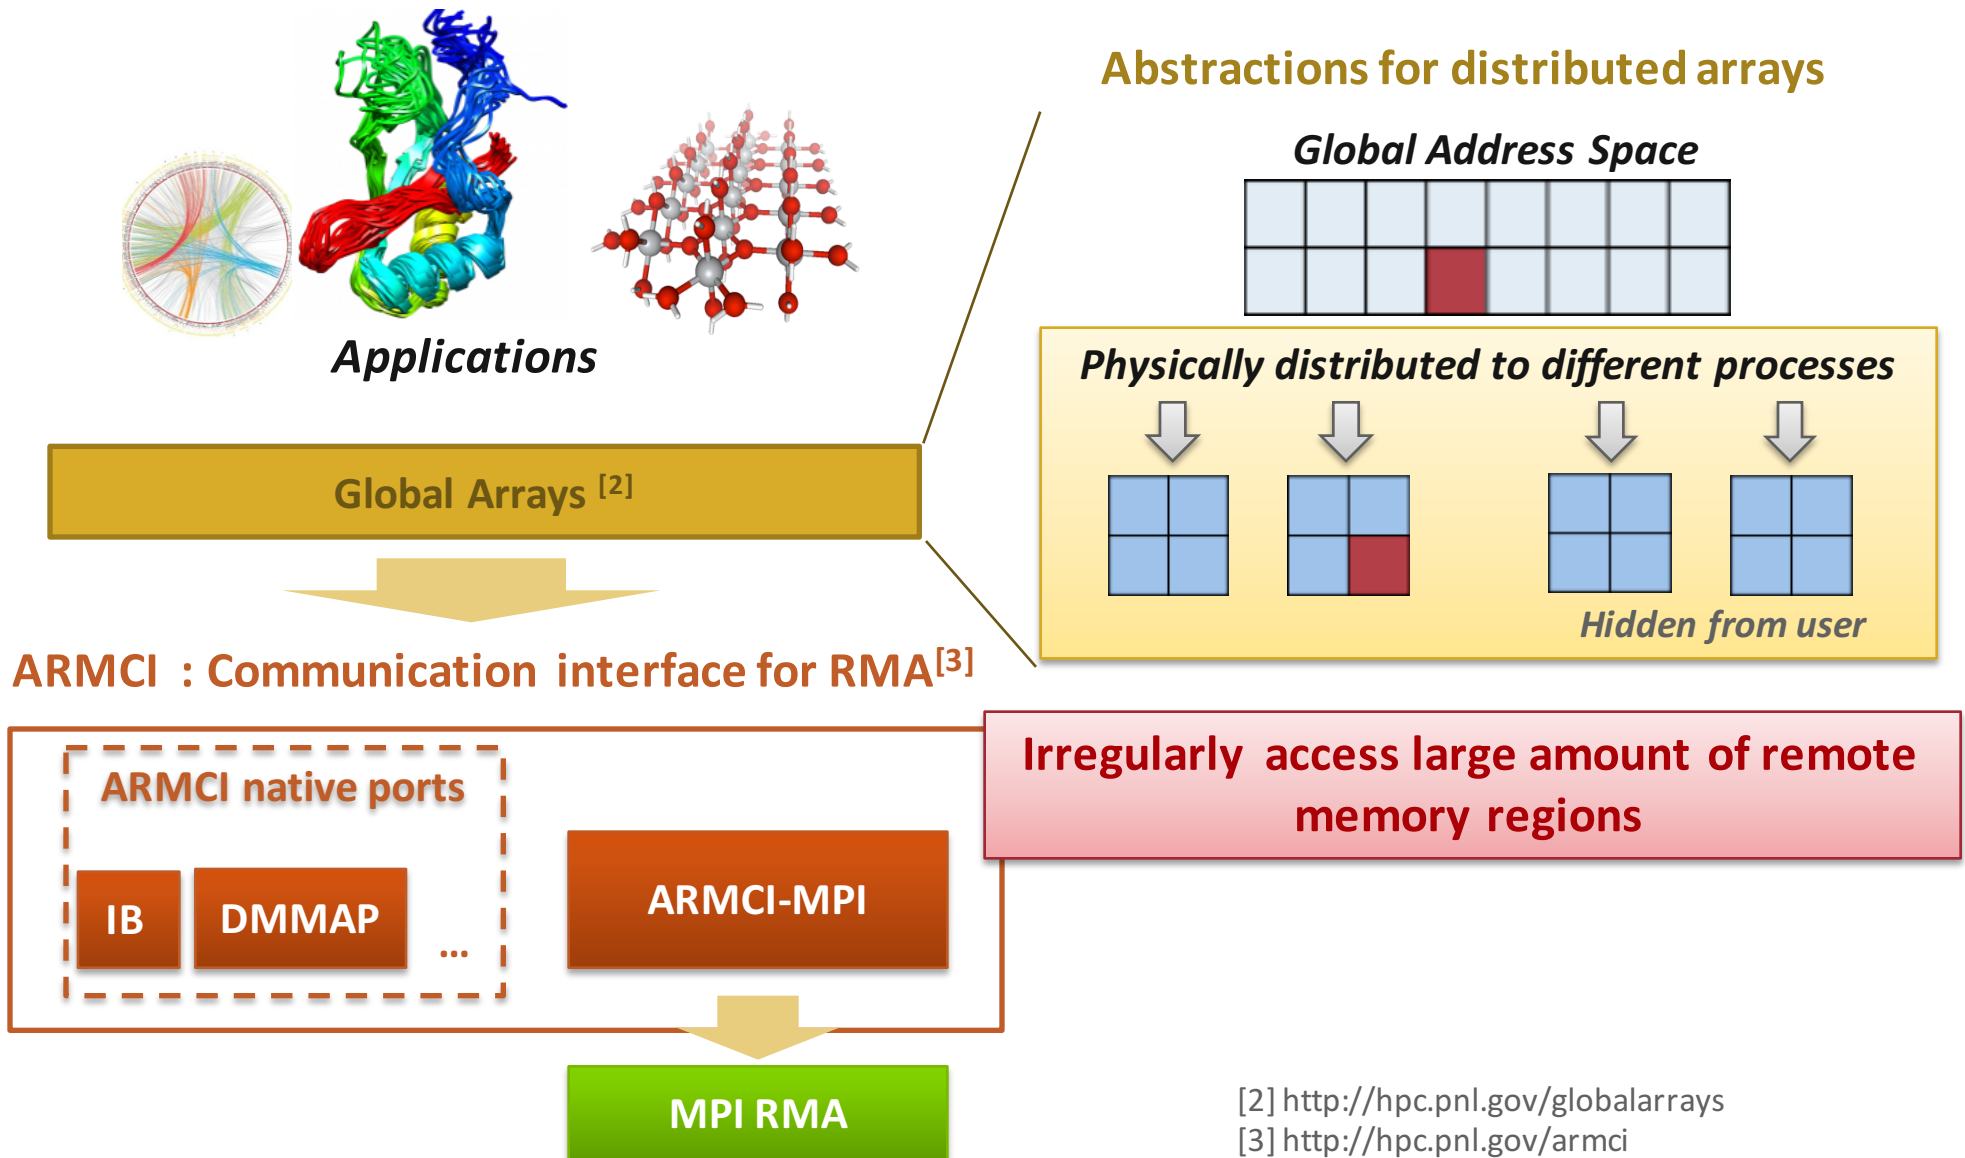 Applications
Global Arrays [2]
ARMCI : Communication interface for RMA[3]
ARMCI native ports
IB
DMMAP
...
ARMCI-MPI
MPI RMA
Abstractions for distributed arrays
Global Address Space
Physically distributed to different processes
Hidden from user
Irregularly access large amount of remote
memory regions
[2] http://hpc.pnl.gov/globalarrays
[3] http://hpc.pnl.gov/armci